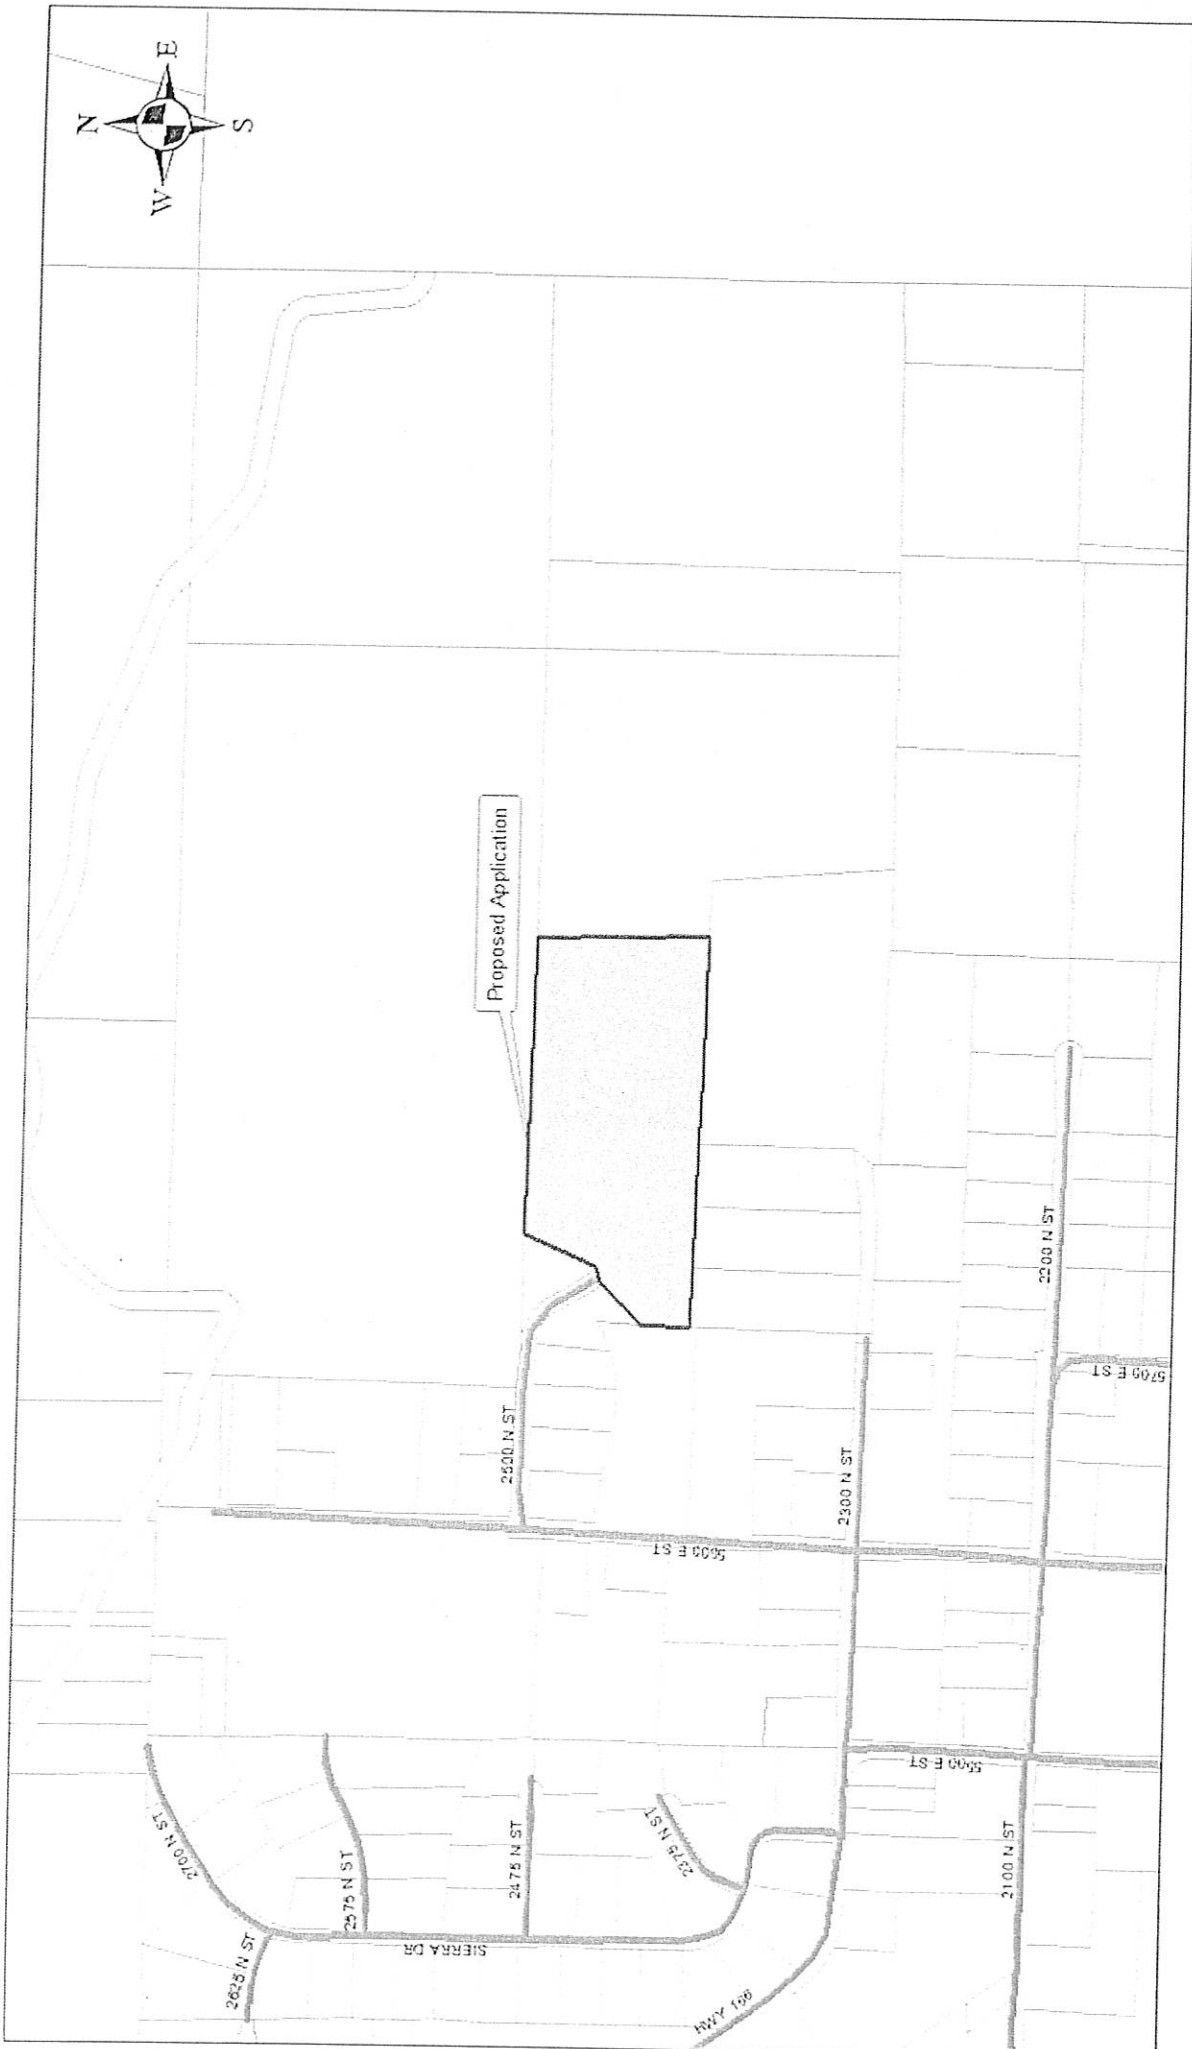 N
E
W
S
Proposed Application
2500 N ST
2200 N ST
5700 E ST
2300 N ST
5600 E ST
5500 E ST
2700 N ST
2575 N ST
2475 N ST
2375 N ST
2100 N ST
2625 N ST
SIERRA DR
HWY 166